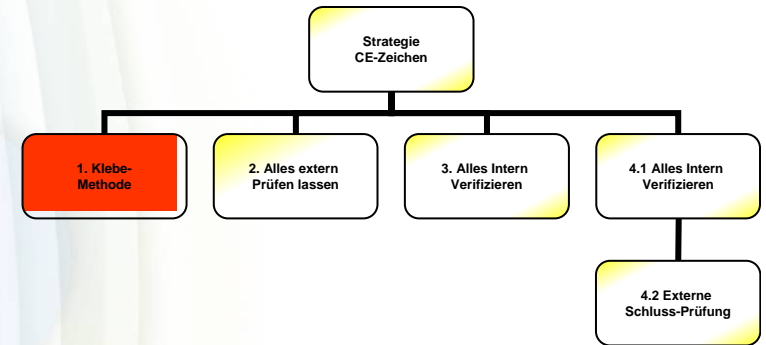 Strategie
CE-Zeichen
1. Klebe-
Methode
2. Alles extern
Prüfen lassen
3. Alles Intern
Verifizieren
4.1 Alles Intern
Verifizieren
4.2 Externe
Schluss-Prüfung